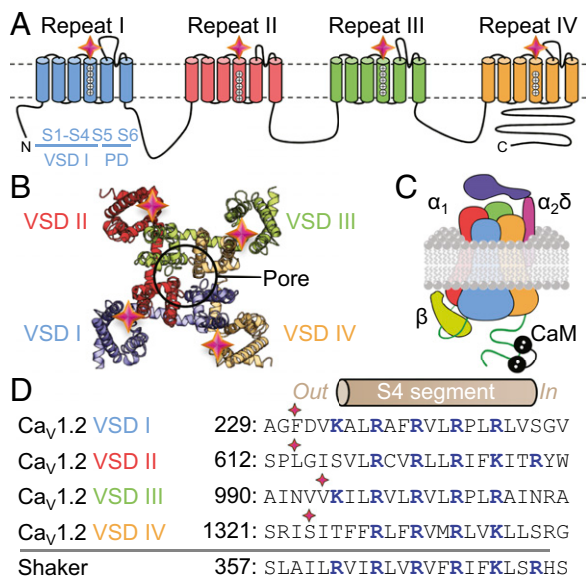 A
Repeat I Repeat II Repeat III Repeat IV
N S1-S4 S5 S6 C
VSD I PD
B
VSD II VSD III
Pore
VSD I VSD IV
C
α1 α2δ
β CaM
D
Out S4 segment In
CaV1.2 VSD I 229: AGFDVKALRAFRVLRPLRLVSGV
CaV1.2 VSD II 612: SPLGISVLRCVRLLRIFKITRYW
CaV1.2 VSD III 990: AINVVKILRVLRVLRPLRAINRA
CaV1.2 VSD IV 1321: SRISITFFRLFRVMRLVKLLSRG
Shaker 357: SLAILRVIRLVRVFRIFKLSRHS